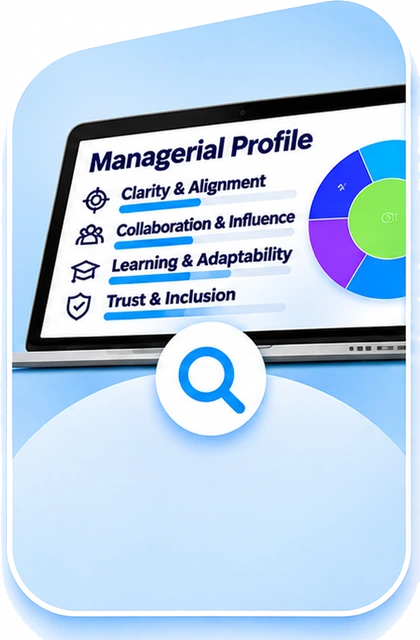 Managerial Profile
Clarity & Alignment
Collaboration & Influence
Learning & Adaptability
Trust & Inclusion